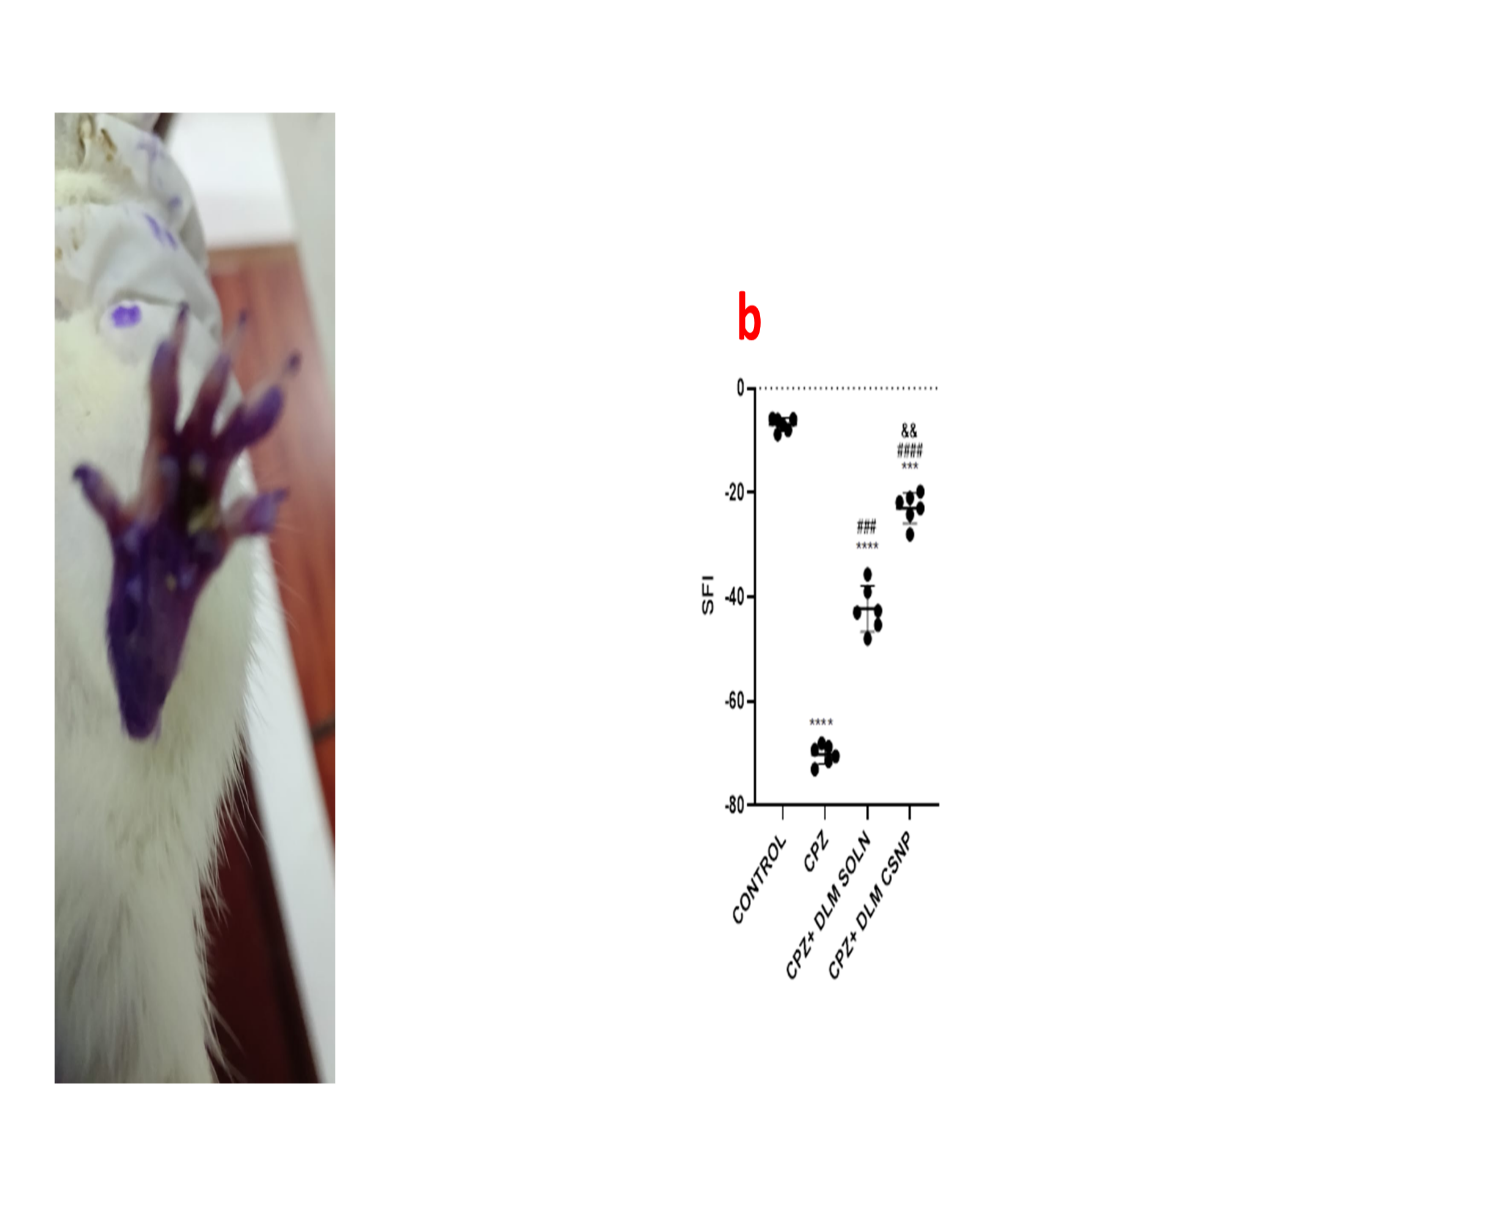 b
0
&&
####
***
-20
###
****
SFI
-40
-60
****
-80
CONTROL
CPZ
CPZ+ DLM SOLN
CPZ+ DLM CSNP